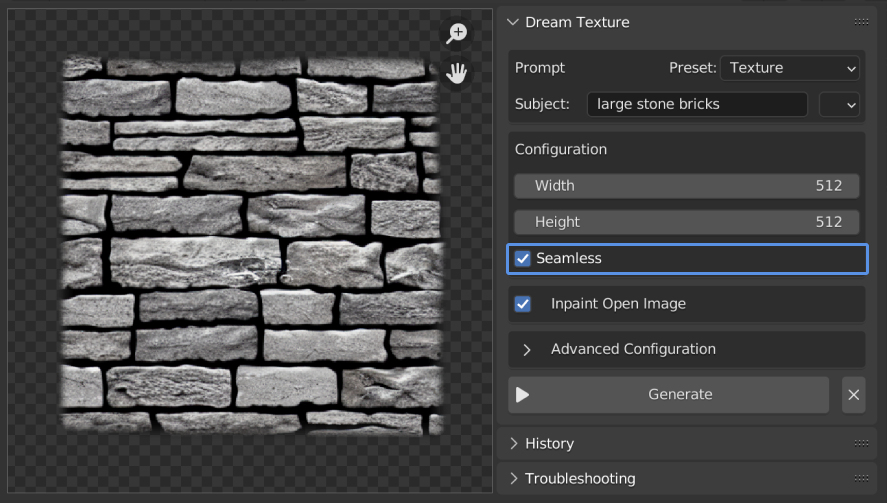 Dream Texture
Prompt Preset: Texture
Subject: large stone bricks
Configuration
Width 512
Height 512
Seamless
Inpaint Open Image
Advanced Configuration
Generate
History
Troubleshooting